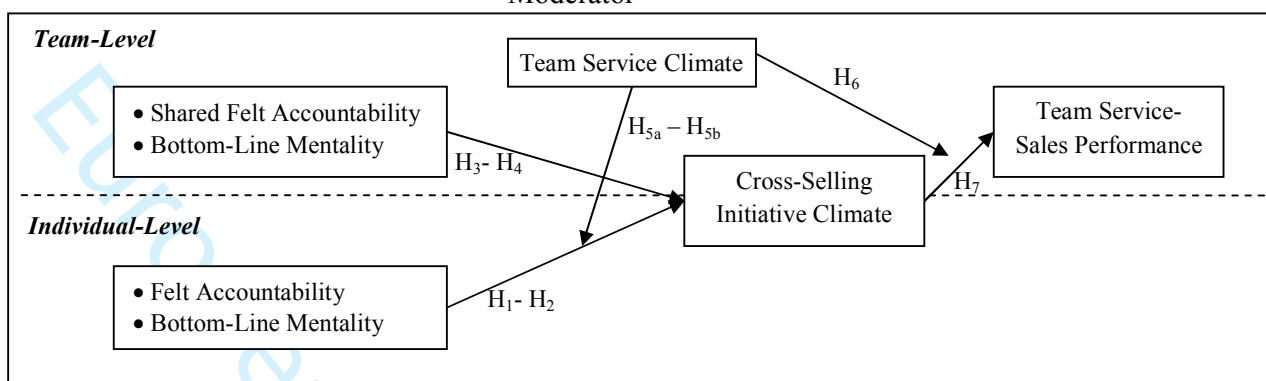 Moderator
Team-Level
Team Service Climate
H6
• Shared Felt Accountability
• Bottom-Line Mentality
Team Service-
Sales Performance
H5a – H5b
H3- H4
Cross-Selling
Initiative Climate
H7
Individual-Level
• Felt Accountability
• Bottom-Line Mentality
H1- H2
Euro